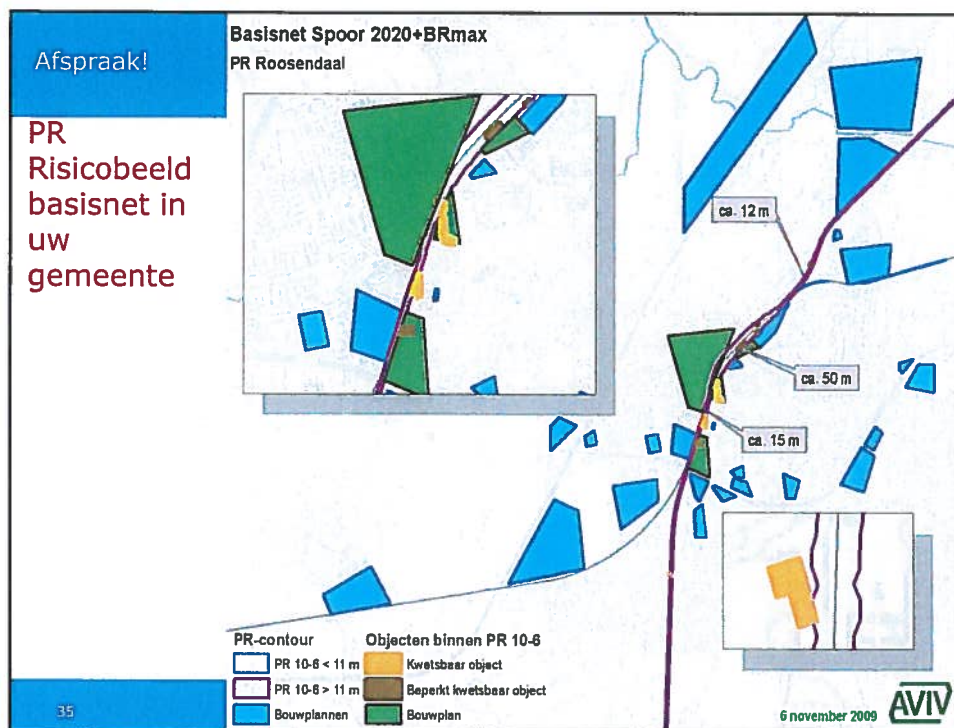 Afspraak!
PR
Risicobeeld
basisnet in
uw
gemeente
Basisnet Spoor 2020+BRmax
PR Roosendaal
ca. 12 m
ca. 50 m
ca. 15 m
PR-contour
PR 10-6 < 11 m
PR 10-6 > 11 m
Bouwplannen
Objecten binnen PR 10-6
Kwetsbaar object
Beperkt kwetsbaar object
Bouwplan
35
6 november 2009
AVIV